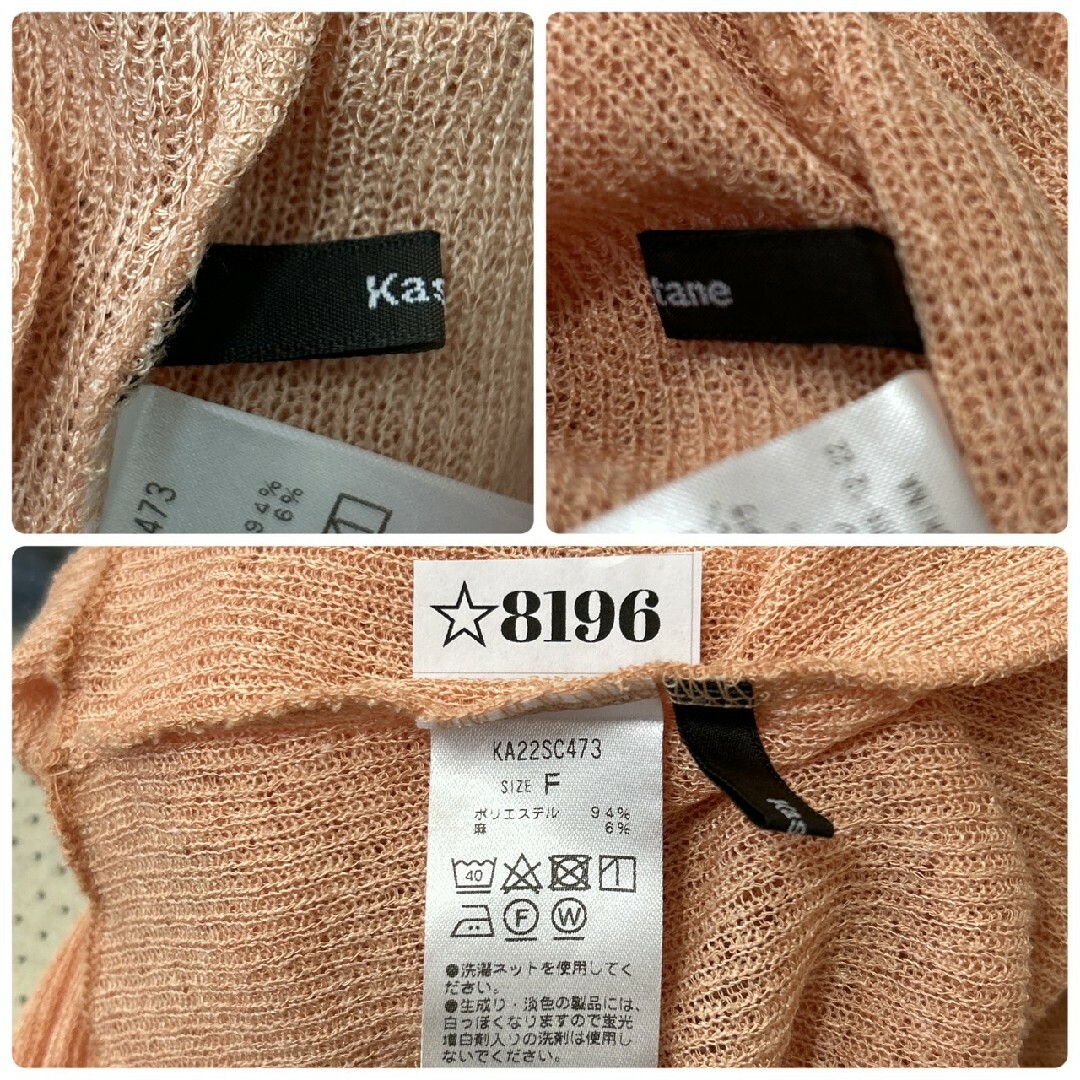 Kas
473
94%
6%
tane
☆8196
KA22SC473
SIZE F
ポリエステル 94%
麻 6%
40
F W
●洗濯ネットを使用してく
ださい。
●生成り・淡色の製品には、
白っぽくなりますので蛍光
増白剤入りの洗剤は使用し
ないでください。
Kas